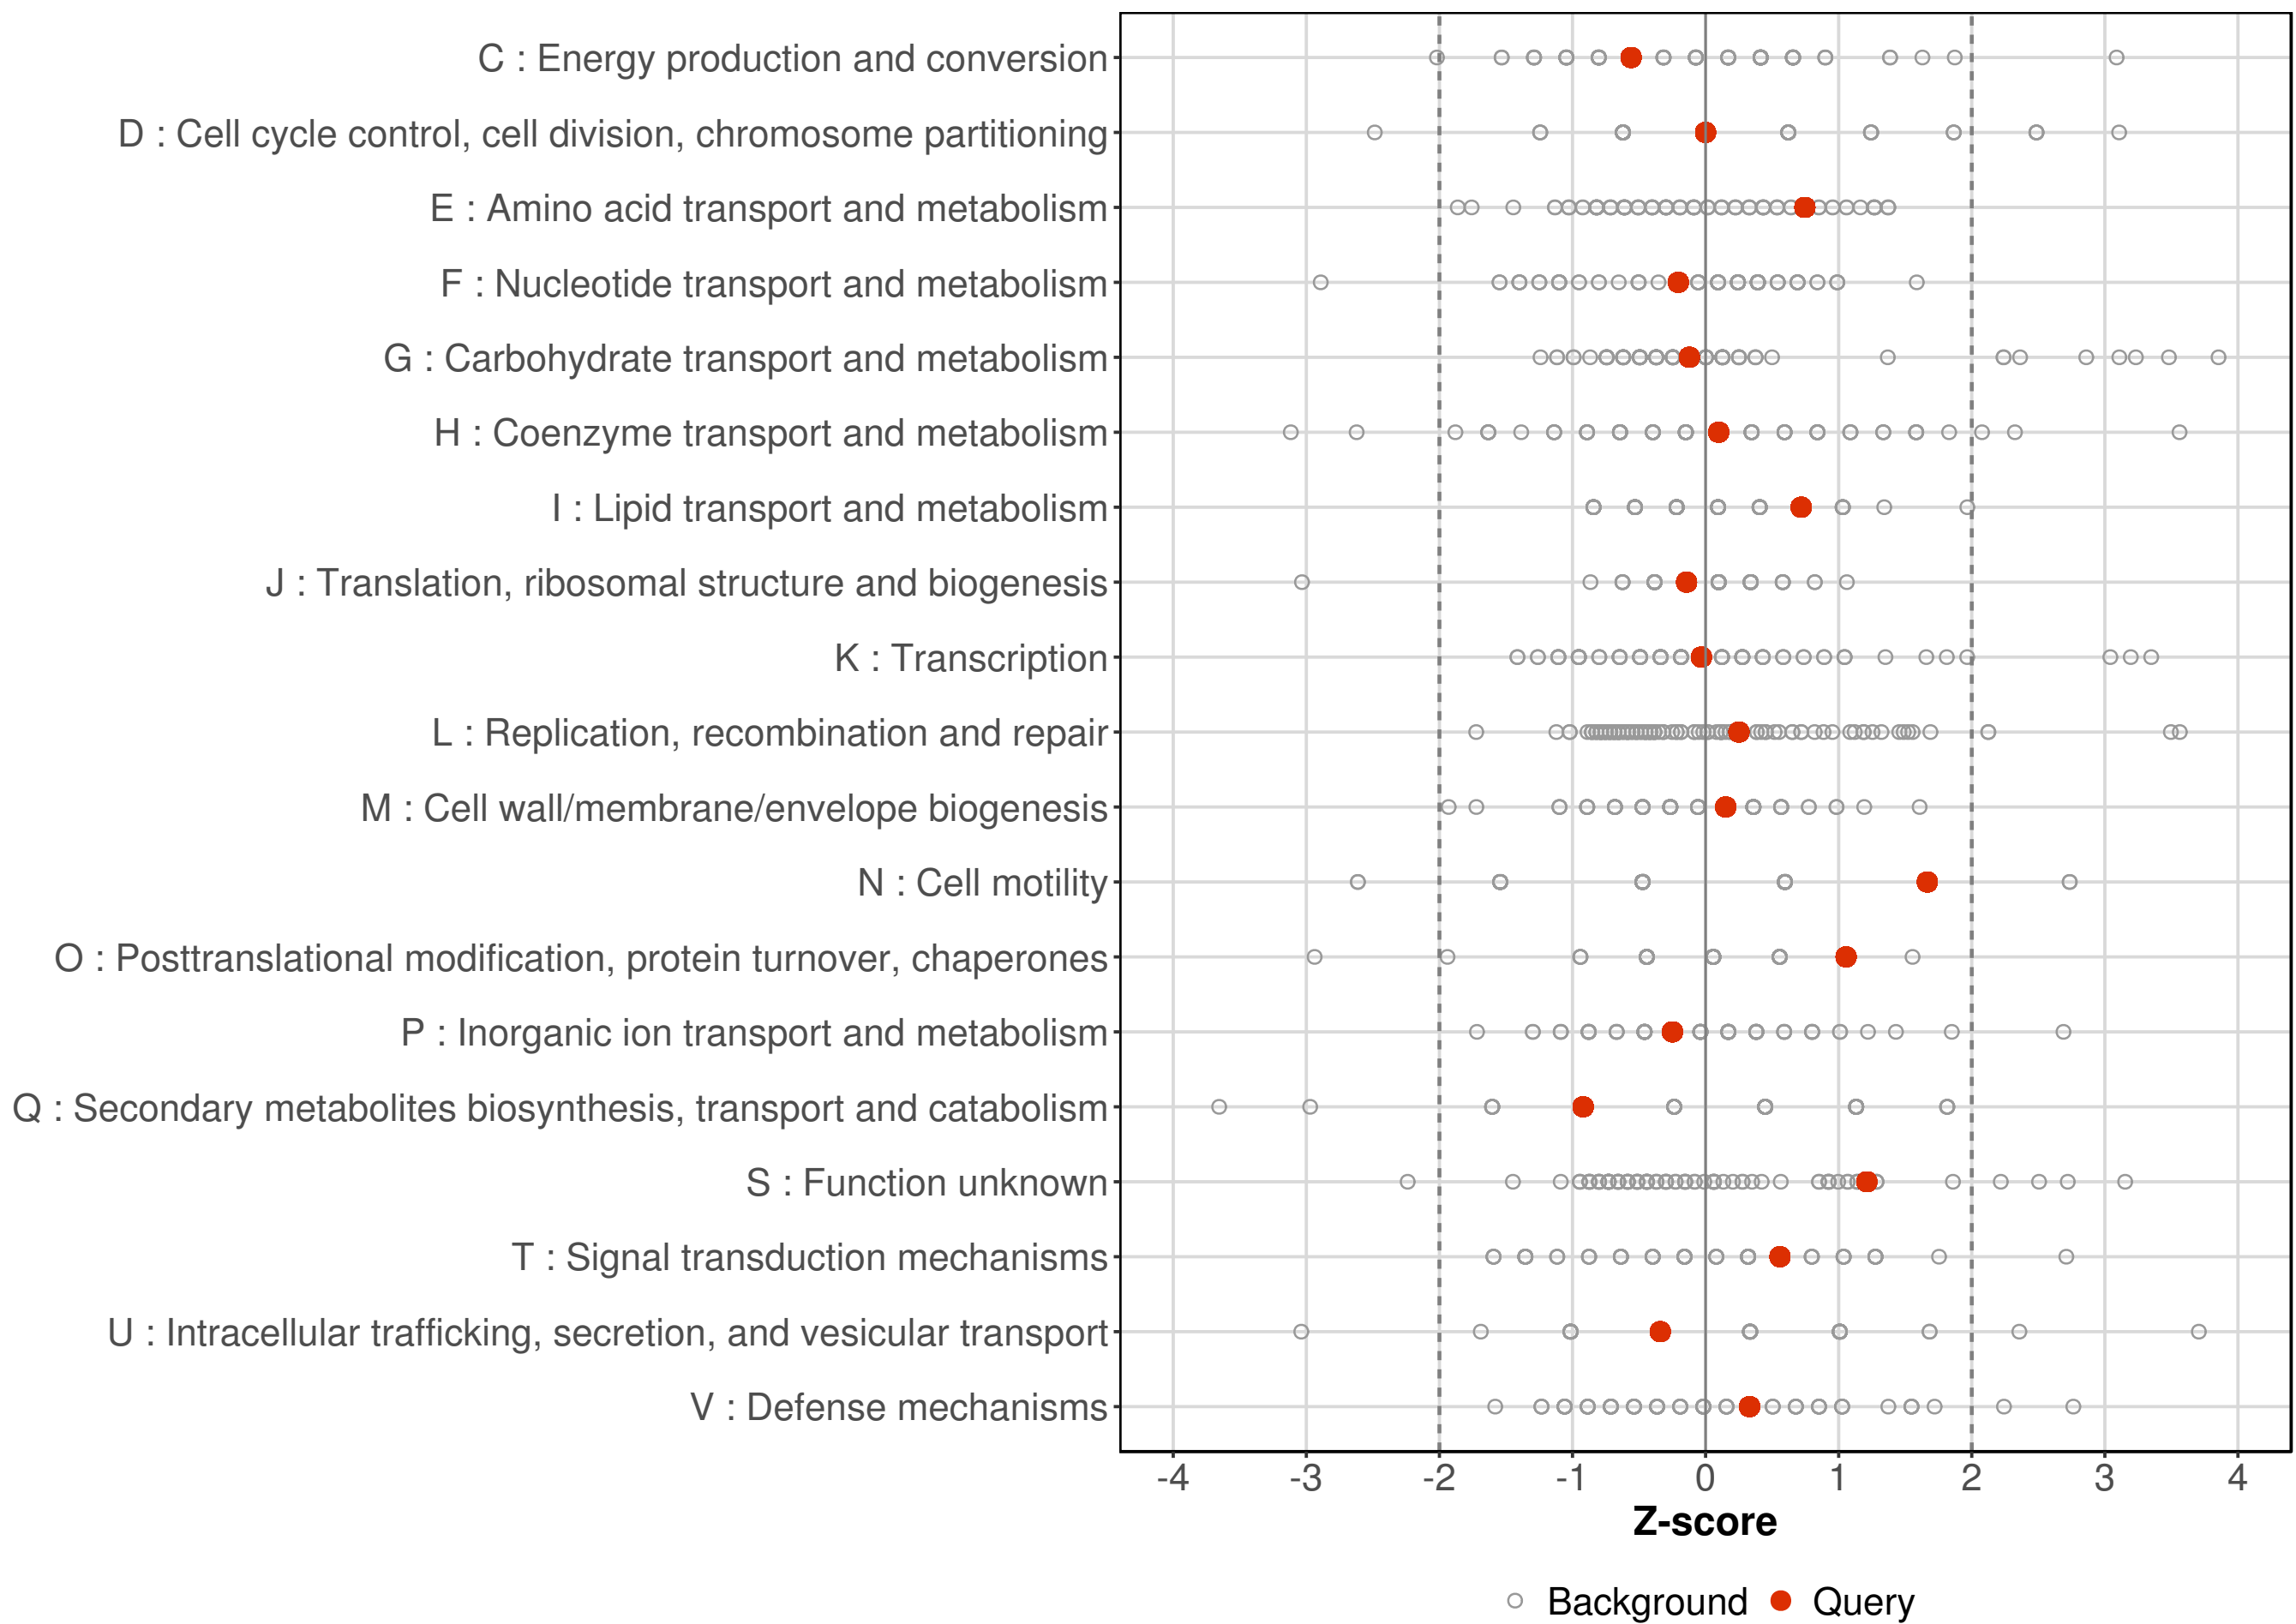 C : Energy production and conversion
D : Cell cycle control, cell division, chromosome partitioning
E : Amino acid transport and metabolism
F : Nucleotide transport and metabolism
G : Carbohydrate transport and metabolism
H : Coenzyme transport and metabolism
I : Lipid transport and metabolism
J : Translation, ribosomal structure and biogenesis
K : Transcription
L : Replication, recombination and repair
M : Cell wall/membrane/envelope biogenesis
N : Cell motility
O : Posttranslational modification, protein turnover, chaperones
P : Inorganic ion transport and metabolism
Q : Secondary metabolites biosynthesis, transport and catabolism
S : Function unknown
T : Signal transduction mechanisms
U : Intracellular trafficking, secretion, and vesicular transport
V : Defense mechanisms
-4 -3 -2 -1 0 1 2 3 4
Z-score
Background Query